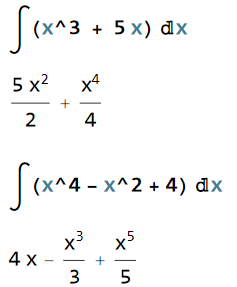 ∫(x^3 + 5 x) ⅆx
5 x²/2 + x⁴/4
∫(x^4 - x^2 + 4) ⅆx
4 x - x³/3 + x⁵/5